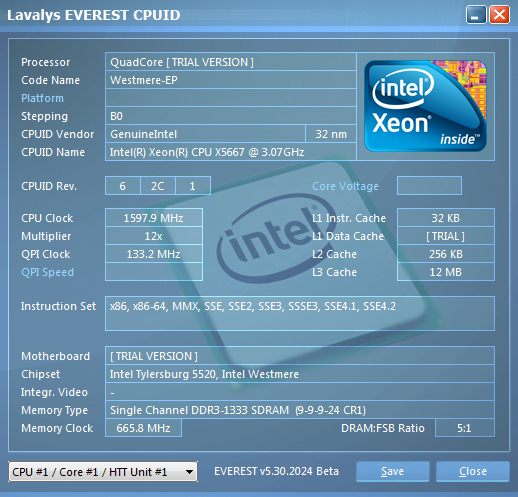 Lavalys EVEREST CPUID
Processor QuadCore [ TRIAL VERSION ]
Code Name Westmere-EP
Platform
Stepping B0
CPUID Vendor GenuineIntel 32 nm
CPUID Name Intel(R) Xeon(R) CPU X5667 @ 3.07GHz
intel
Xeon®
inside™
CPUID Rev. 6 2C 1 Core Voltage
CPU Clock 1597.9 MHz L1 Instr. Cache 32 KB
Multiplier 12x L1 Data Cache [ TRIAL ]
QPI Clock 133.2 MHz L2 Cache 256 KB
QPI Speed L3 Cache 12 MB
intel
Instruction Set x86, x86-64, MMX, SSE, SSE2, SSE3, SSSE3, SSE4.1, SSE4.2
Motherboard [ TRIAL VERSION ]
Chipset Intel Tylersburg 5520, Intel Westmere
Integr. Video -
Memory Type Single Channel DDR3-1333 SDRAM (9-9-9-24 CR1)
Memory Clock 665.8 MHz DRAM:FSB Ratio 5:1
CPU #1 / Core #1 / HTT Unit #1 EVEREST v5.30.2024 Beta Save Close